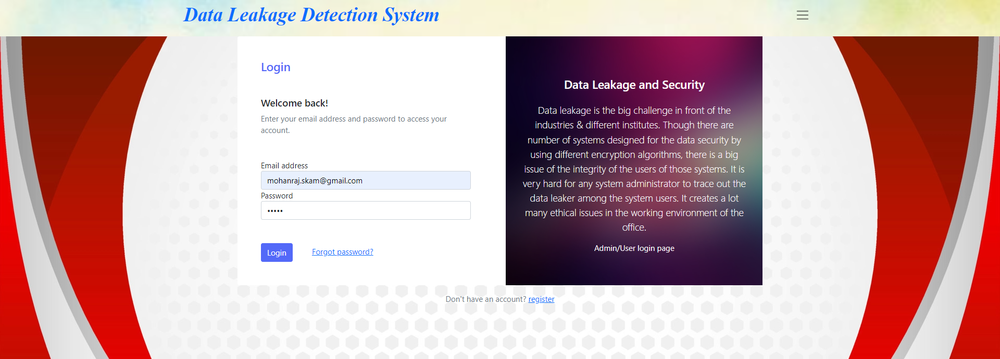 Data Leakage Detection System
Login
Welcome back!
Enter your email address and password to access your
account.
Email address
mohanraj.skam@gmail.com
Password
•••••
Login
Forgot password?
Data Leakage and Security
Data leakage is the big challenge in front of the
industries & different institutes. Though there are
number of systems designed for the data security by
using different encryption algorithms, there is a big
issue of the integrity of the users of those systems. It is
very hard for any system administrator to trace out the
data leaker among the system users. It creates a lot
many ethical issues in the working environment of the
office.
Admin/User login page
Don't have an account? register